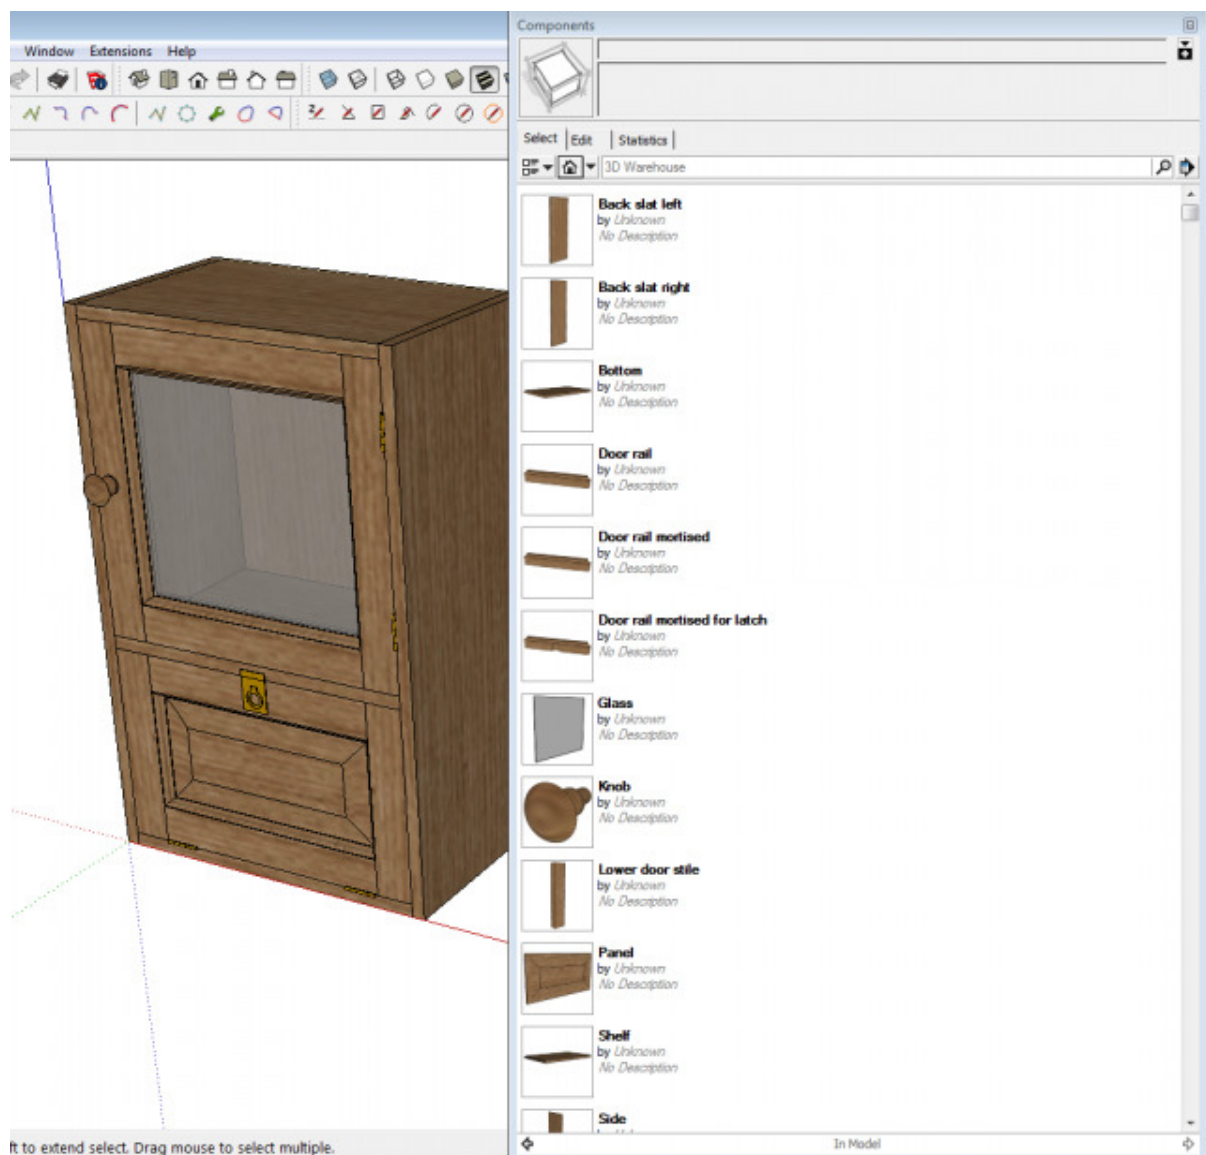 Components
Window Extensions Help
Select Edit Statistics
3D Warehouse
Back slat left
by Unknown
No Description
Back slat right
by Unknown
No Description
Bottom
by Unknown
No Description
Door rail
by Unknown
No Description
Door rail mortised
by Unknown
No Description
Door rail mortised for latch
by Unknown
No Description
Glass
by Unknown
No Description
Knob
by Unknown
No Description
Lower door stile
by Unknown
No Description
Panel
by Unknown
No Description
Shelf
by Unknown
No Description
Side
In Model
ft to extend select. Drag mouse to select multiple.